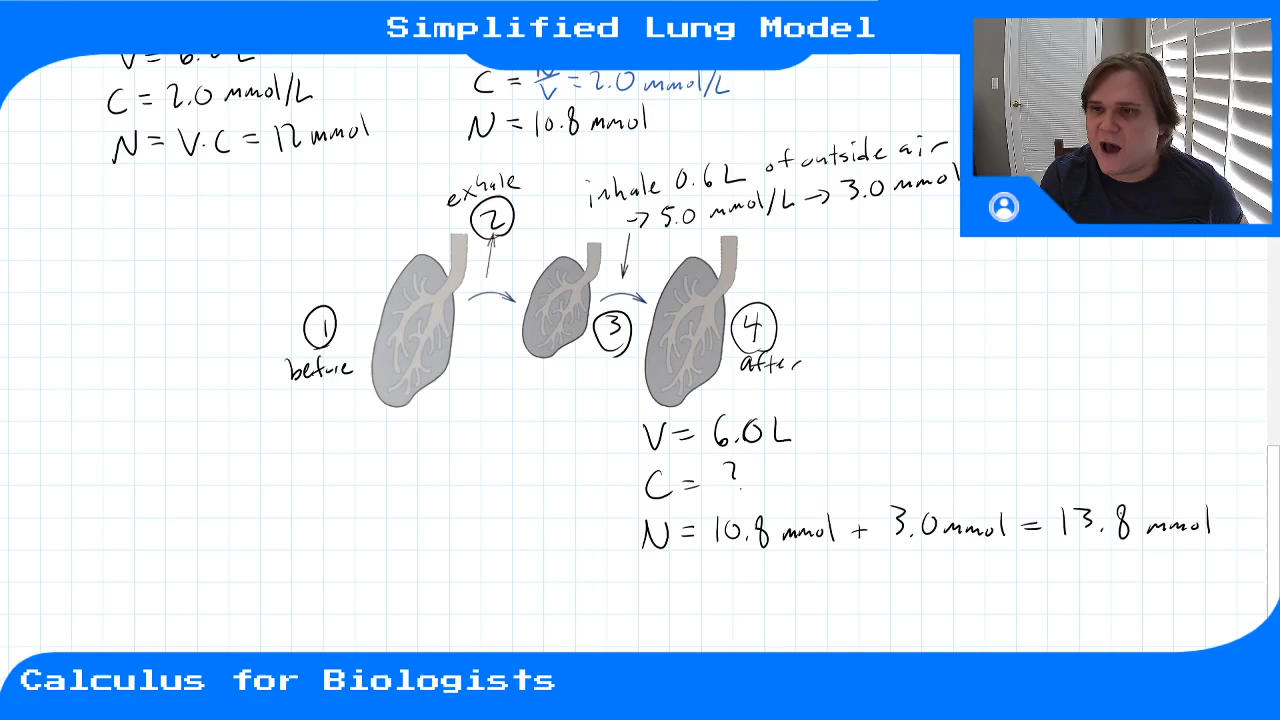 Simplified Lung Model
V = 6.0 L
C = 2.0 mmol/L
N = V·C = 12 mmol
C = N/V = 2.0 mmol/L
N = 10.8 mmol
exhale
2
inhale 0.6 L of outside air
→ 5.0 mmol/L → 3.0 mmol
1
before
3
4
after
V = 6.0 L
C = ?
N = 10.8 mmol + 3.0 mmol = 13.8 mmol
Calculus for Biologists